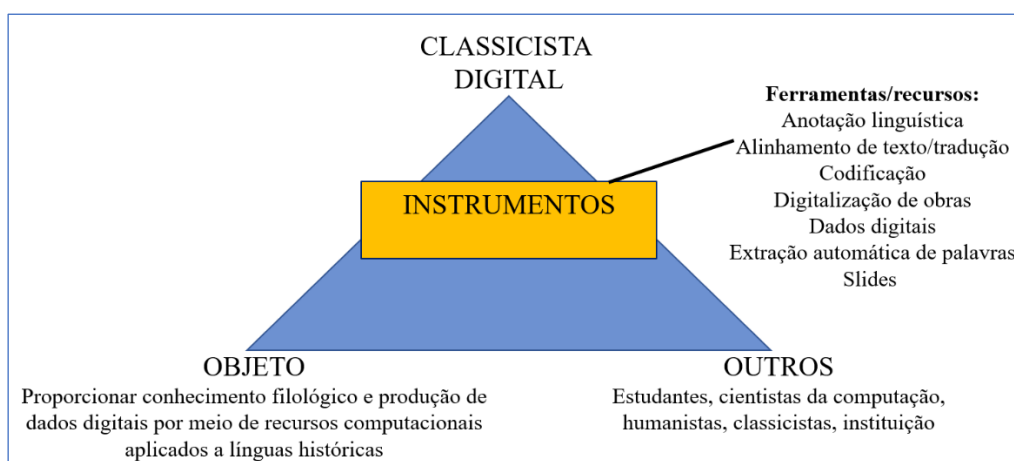 CLASSICISTA
DIGITAL
Ferramentas/recursos:
Anotação linguística
Alinhamento de texto/tradução
Codificação
Digitalização de obras
Dados digitais
Extração automática de palavras
Slides
INSTRUMENTOS
OBJETO
Proporcionar conhecimento filológico e produção de
dados digitais por meio de recursos computacionais
aplicados a línguas históricas
OUTROS
Estudantes, cientistas da computação,
humanistas, classicistas, instituição